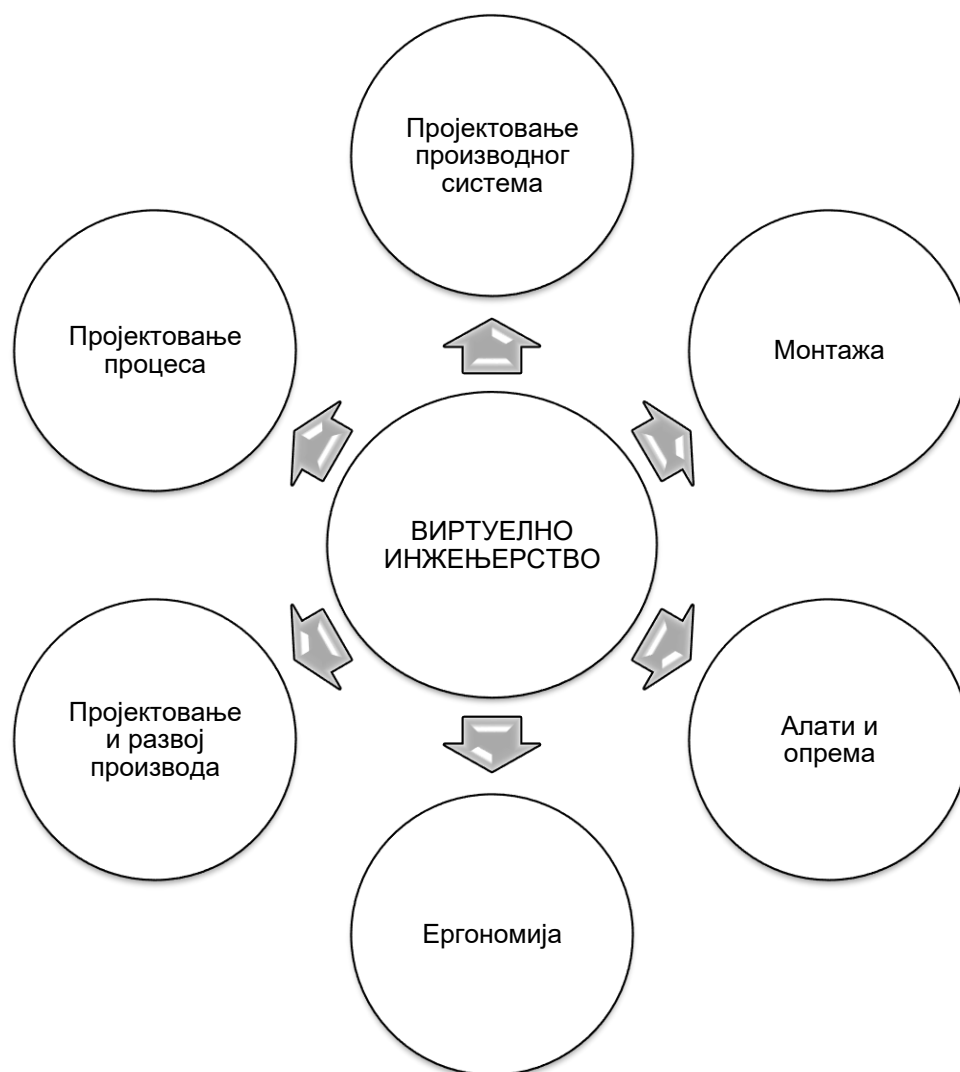 Пројектовање
производног
система
Пројектовање
процеса
Монтажа
ВИРТУЕЛНО
ИНЖЕЊЕРСТВО
Пројектовање
и развој
производа
Алати и
опрема
Ергономија